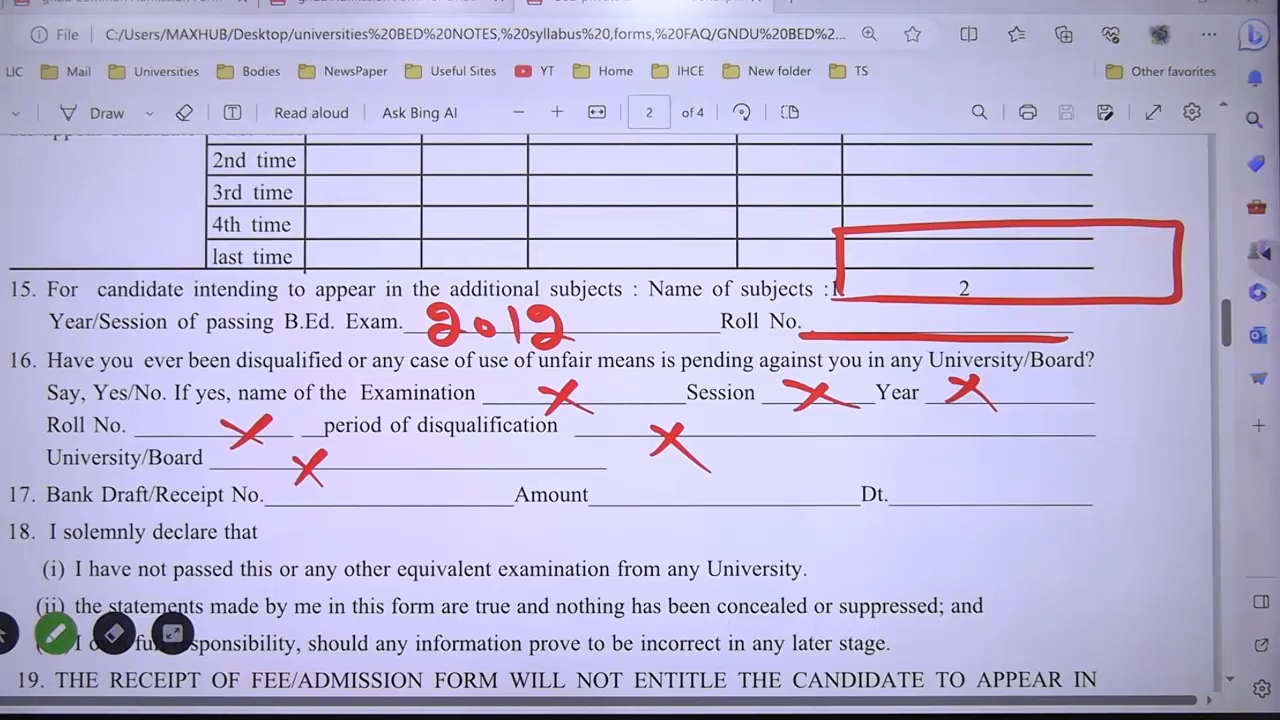 File C:/Users/MAXHUB/Desktop/universities%20BED%20NOTES,%20syllabus%20,forms,%20FAQ/GNDU%20BED%2...
LIC Mail Universities Bodies NewsPaper Useful Sites YT Home IHCE New folder TS Other favorites
Draw Read aloud Ask Bing AI 2 of 4
2nd time
3rd time
4th time
last time
15. For candidate intending to appear in the additional subjects : Name of subjects : 2
Year/Session of passing B.Ed. Exam. 2012 Roll No.
16. Have you ever been disqualified or any case of use of unfair means is pending against you in any University/Board?
Say, Yes/No. If yes, name of the Examination Session Year
Roll No. period of disqualification
University/Board
17. Bank Draft/Receipt No. Amount Dt.
18. I solemnly declare that
(i) I have not passed this or any other equivalent examination from any University.
(ii) the statements made by me in this form are true and nothing has been concealed or suppressed; and
I should any information prove to be incorrect in any later stage.
19. THE RECEIPT OF FEE/ADMISSION FORM WILL NOT ENTITLE THE CANDIDATE TO APPEAR IN